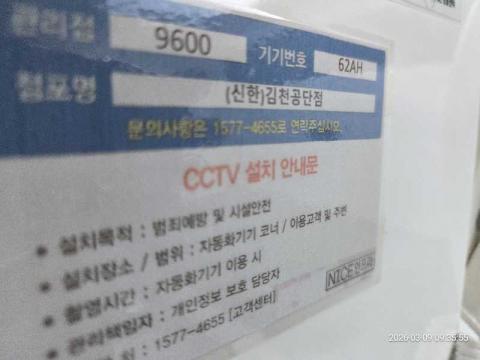 관리점 9600 기기번호 62AH
점포명 (신한)김천공단점
문의사항은 1577-4655로 연락주십시오.
CCTV 설치 안내문
• 설치목적 : 범죄예방 및 시설안전
• 설치장소 / 범위 : 자동화기기 코너 / 이용고객 및 주변
• 촬영시간 : 자동화기기 이용 시
• 관리책임자 : 개인정보 보호 담당자
: 1577-4655 [고객센터]
NICE
2026-03-09 09:35:55